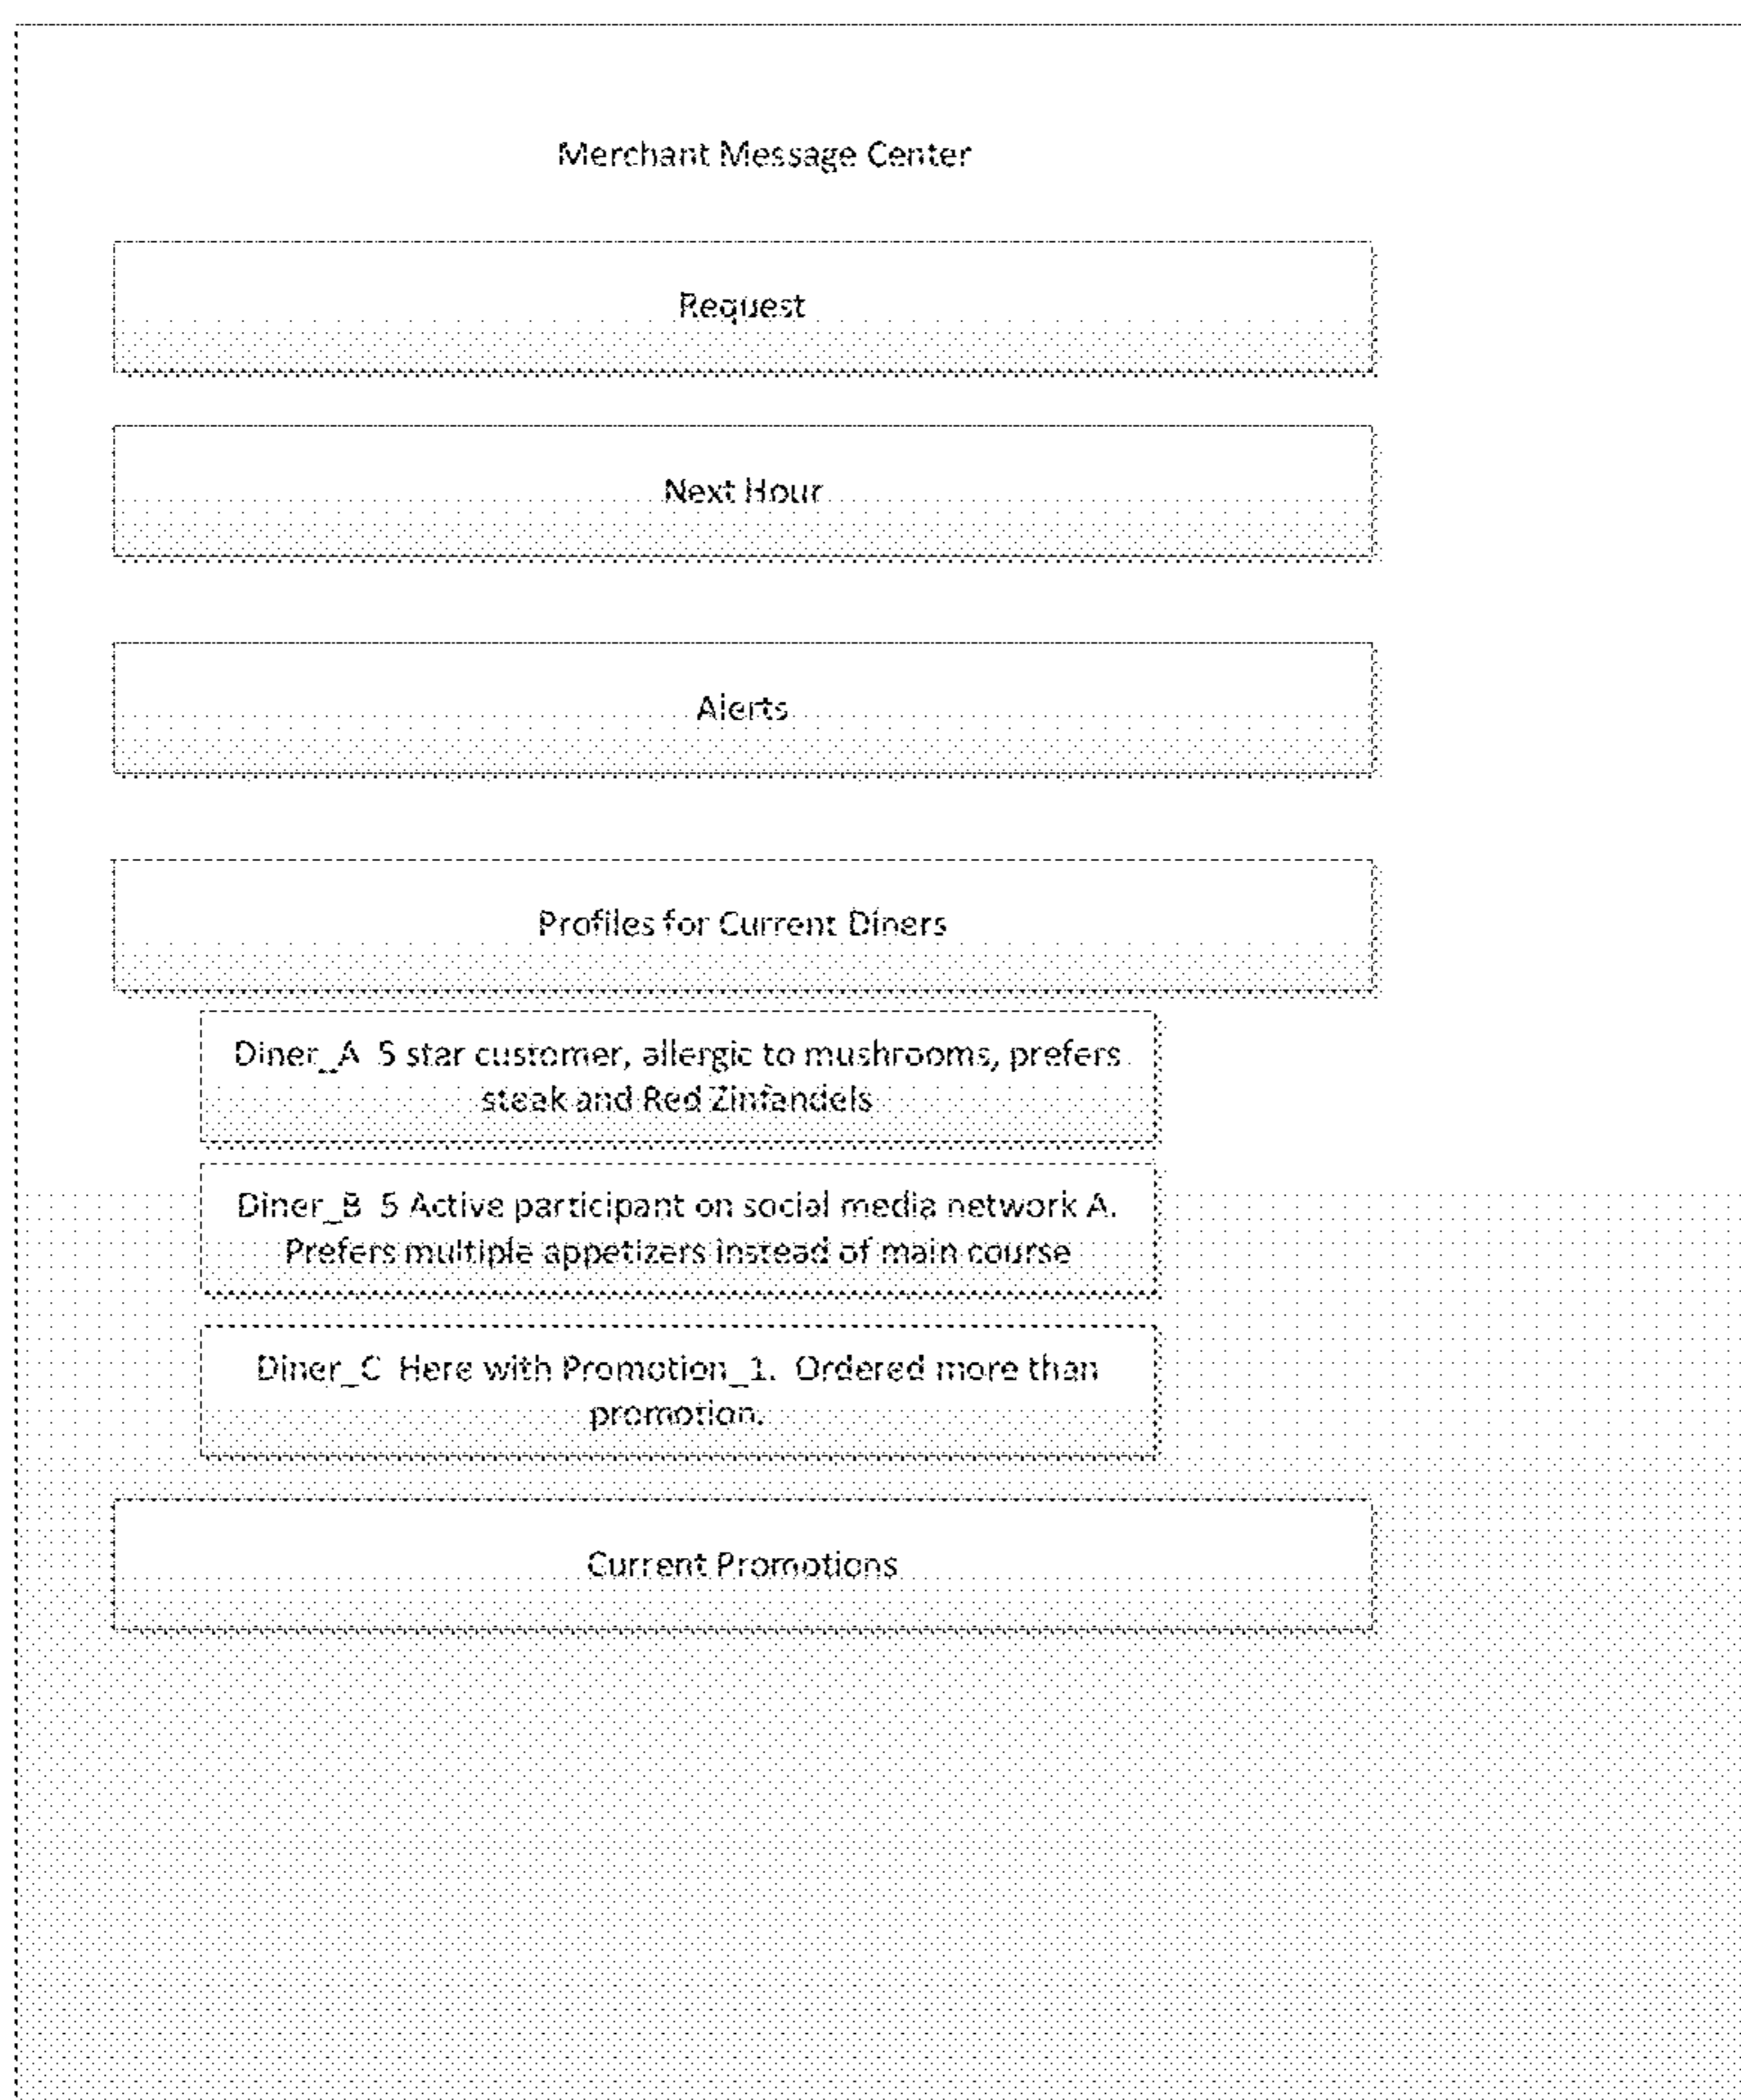 Merchant Message Center
Request
Next Hour
Alerts
Profiles for Current Diners
Diner_A 5 star customer, allergic to mushrooms, prefers
steak and Red Zinfandels
Diner_B 5 Active participant on social media network A.
Prefers multiple appetizers instead of main course
Diner_C Here with Promotion_1. Ordered more than
promotion.
Current Promotions